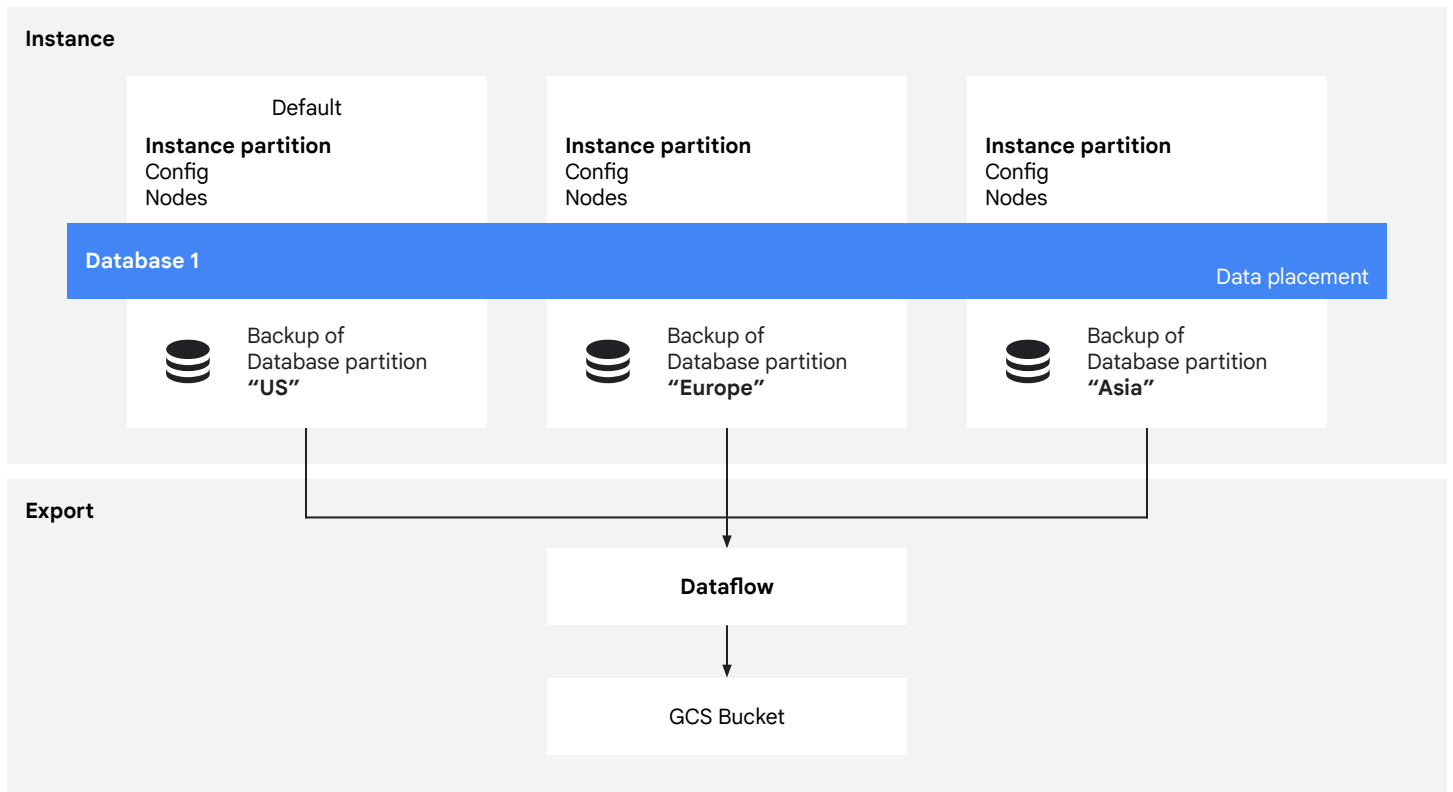 Instance
Default
Instance partition
Config
Nodes
Instance partition
Config
Nodes
Instance partition
Config
Nodes
Database 1
Data placement
Backup of
Database partition
“US”
Backup of
Database partition
“Europe”
Backup of
Database partition
“Asia”
Export
Dataflow
GCS Bucket